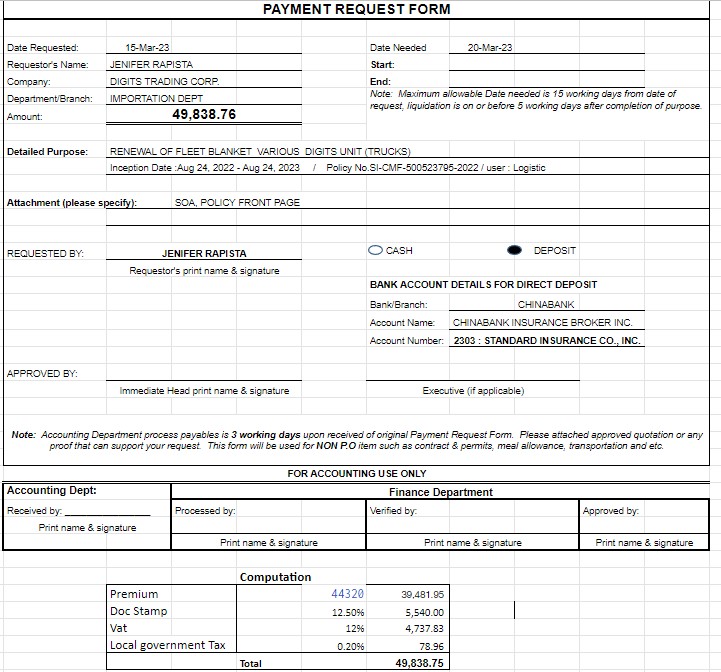 PAYMENT REQUEST FORM
Date Requested: 15-Mar-23 Date Needed 20-Mar-23
Requestor's Name: JENIFER RAPISTA Start:
Company: DIGITS TRADING CORP. End:
Department/Branch: IMPORTATION DEPT Note: Maximum allowable Date needed is 15 working days from date of
Amount: 49,838.76 request, liquidation is on or before 5 working days after completion of purpose.
Detailed Purpose: RENEWAL OF FLEET BLANKET VARIOUS DIGITS UNIT (TRUCKS)
Inception Date :Aug 24, 2022 - Aug 24, 2023 / Policy No.SI-CMF-500523795-2022 / user : Logistic
Attachment (please specify): SOA, POLICY FRONT PAGE
REQUESTED BY: JENIFER RAPISTA CASH DEPOSIT
Requestor's print name & signature
BANK ACCOUNT DETAILS FOR DIRECT DEPOSIT
Bank/Branch: CHINABANK
Account Name: CHINABANK INSURANCE BROKER INC.
Account Number: 2303 : STANDARD INSURANCE CO., INC.
APPROVED BY:
Immediate Head print name & signature Executive (if applicable)
Note: Accounting Department process payables is 3 working days upon received of original Payment Request Form. Please attached approved quotation or any
proof that can support your request. This form will be used for NON P.O item such as contract & permits, meal allowance, transportation and etc.
FOR ACCOUNTING USE ONLY
Accounting Dept: Finance Department
Received by: Processed by: Verified by: Approved by:
Print name & signature
Print name & signature Print name & signature Print name & signature
Computation
Premium 44320 39,481.95
Doc Stamp 12.50% 5,540.00
Vat 12% 4,737.83
Local government Tax 0.20% 78.96
Total 49,838.75